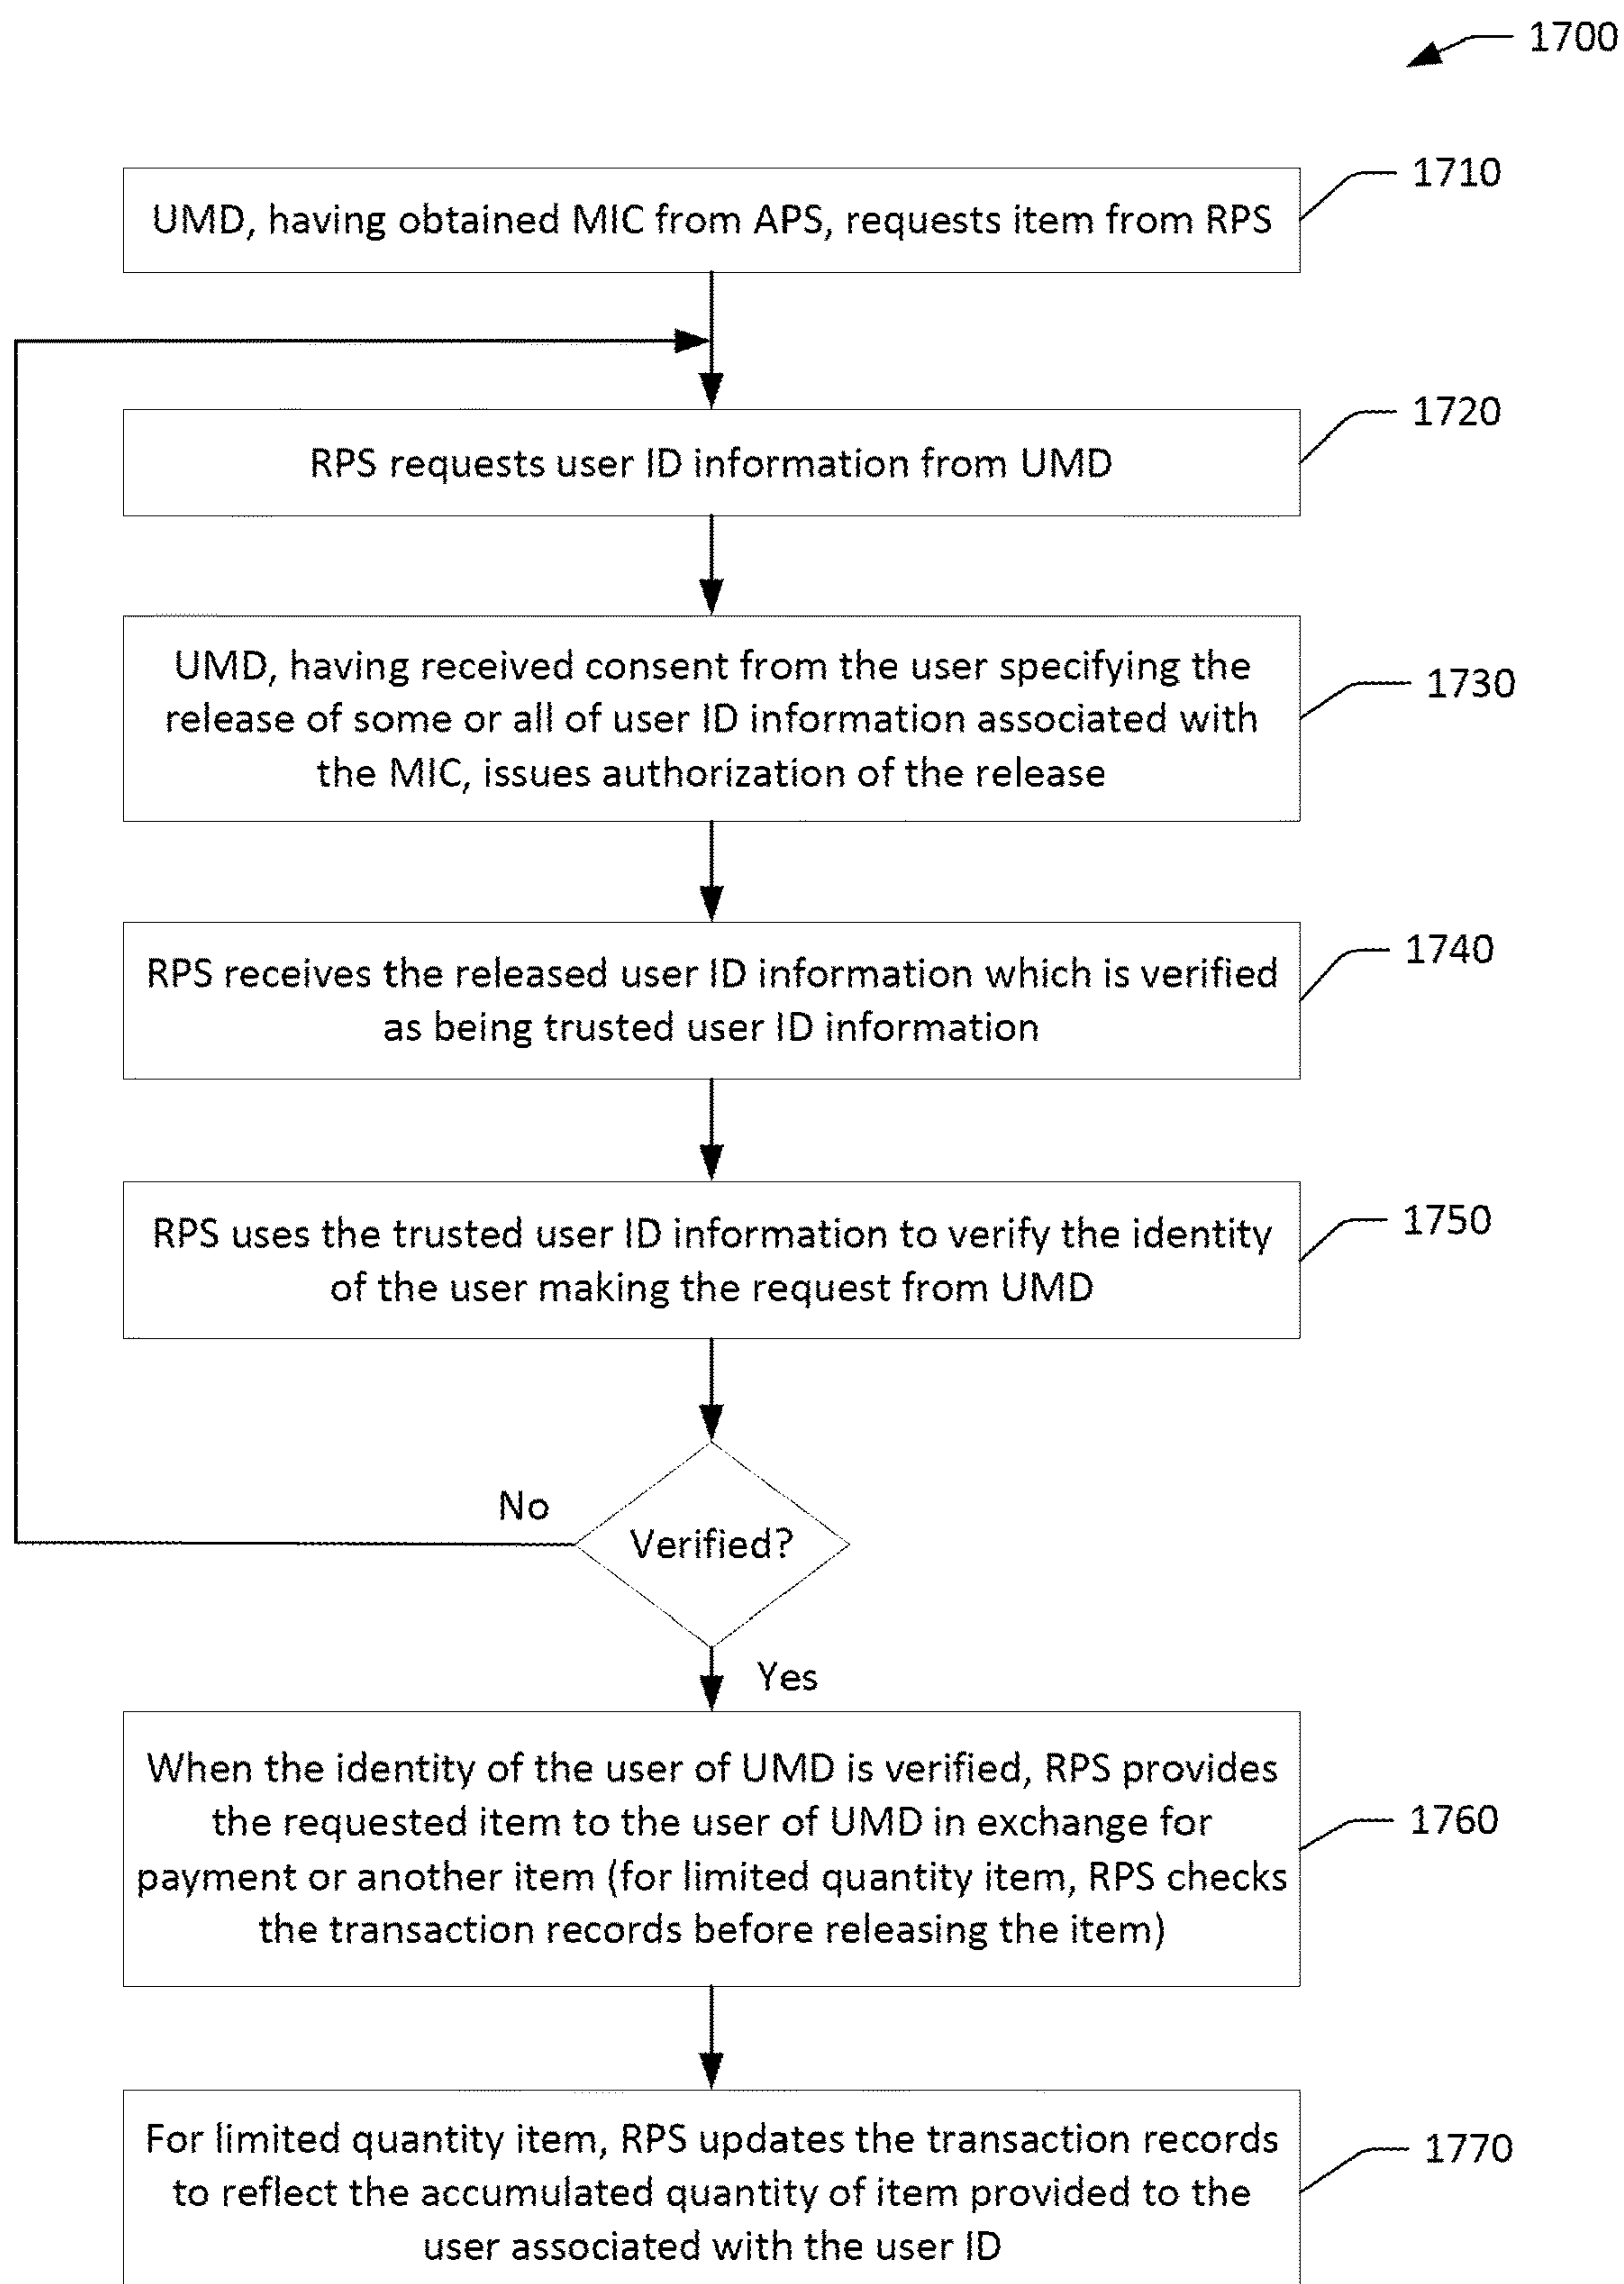 1700
UMD, having obtained MIC from APS, requests item from RPS
1710
RPS requests user ID information from UMD
1720
UMD, having received consent from the user specifying the
release of some or all of user ID information associated with
the MIC, issues authorization of the release
1730
RPS receives the released user ID information which is verified
as being trusted user ID information
1740
RPS uses the trusted user ID information to verify the identity
of the user making the request from UMD
1750
No
Verified?
Yes
When the identity of the user of UMD is verified, RPS provides
the requested item to the user of UMD in exchange for
payment or another item (for limited quantity item, RPS checks
the transaction records before releasing the item)
1760
For limited quantity item, RPS updates the transaction records
to reflect the accumulated quantity of item provided to the
user associated with the user ID
1770